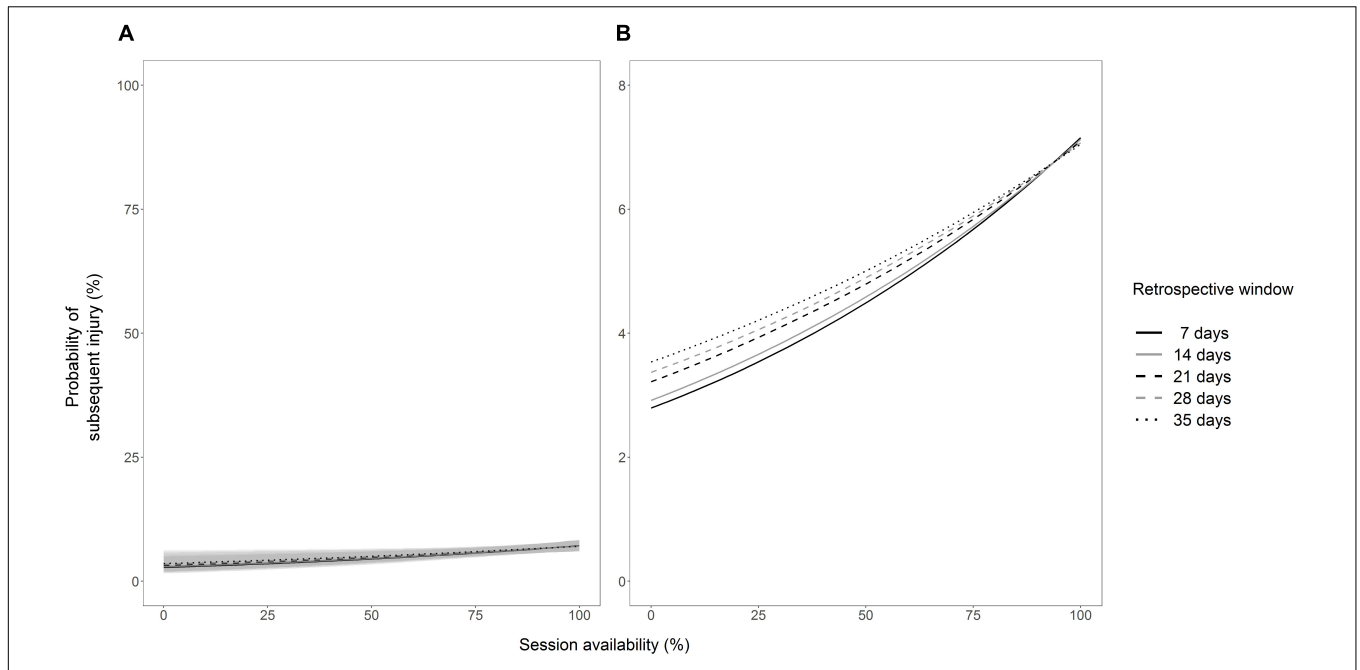 A
B
100
75
50
25
0
8
6
4
2
0
Probability of
subsequent injury (%)
0
25
50
75
100
0
25
50
75
100
Session availability (%)
Retrospective window
7 days
14 days
21 days
28 days
35 days